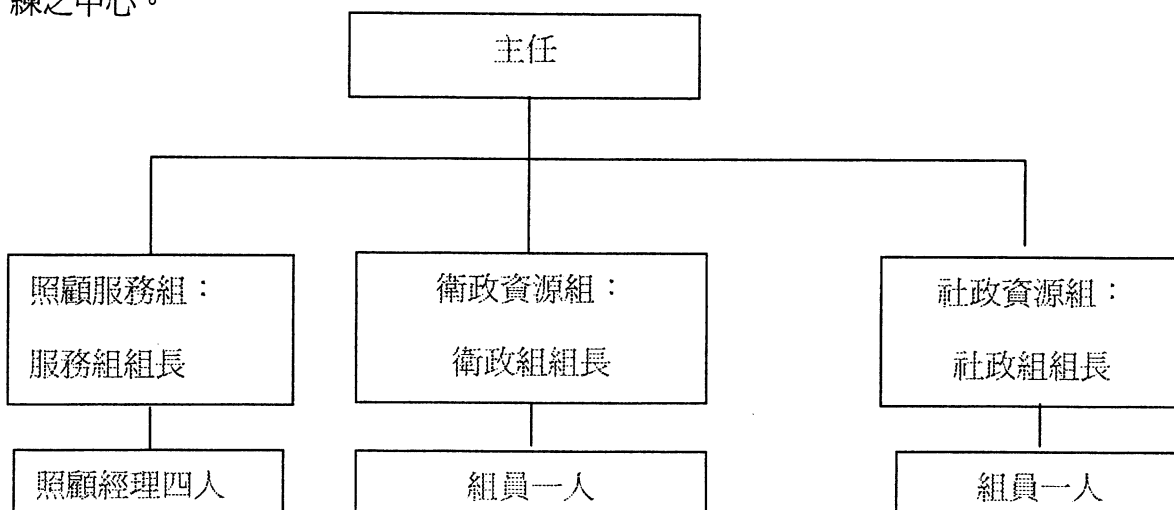 練之中心。
主任
照顧服務組：
服務組組長
衛政資源組：
衛政組組長
社政資源組：
社政組組長
照顧經理四人
組員一人
組員一人